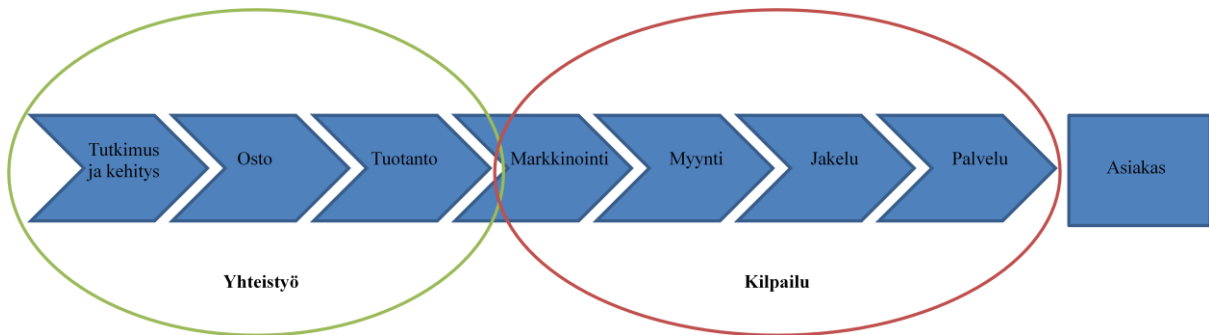 Tutkimus
ja kehitys
Osto
Tuotanto
Markkinointi
Myynti
Jakelu
Palvelu
Asiakas
Yhteistyö
Kilpailu